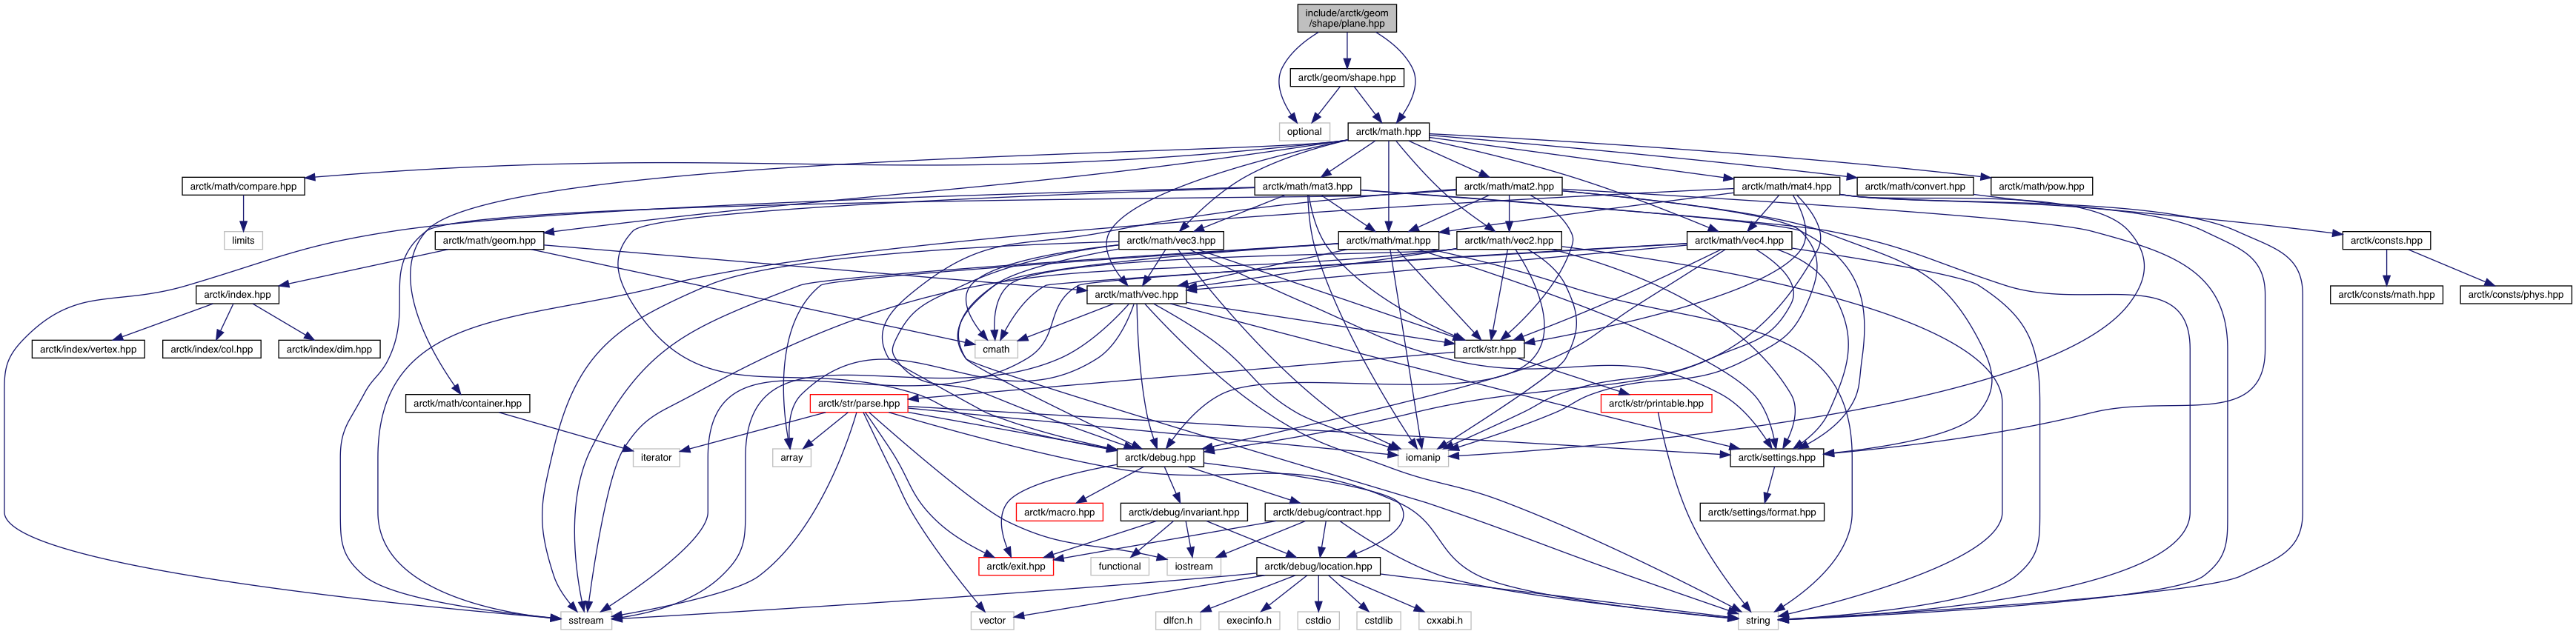 include/arctk/geom
/shape/plane.hpp
arctk/geom/shape.hpp
optional
arctk/math.hpp
arctk/math/compare.hpp
arctk/math/mat3.hpp
arctk/math/mat2.hpp
arctk/math/mat4.hpp
arctk/math/convert.hpp
arctk/math/pow.hpp
limits
arctk/math/geom.hpp
arctk/math/vec3.hpp
arctk/math/mat.hpp
arctk/math/vec2.hpp
arctk/math/vec4.hpp
arctk/consts.hpp
arctk/index.hpp
arctk/math/vec.hpp
arctk/consts/math.hpp
arctk/consts/phys.hpp
arctk/index/vertex.hpp
arctk/index/col.hpp
arctk/index/dim.hpp
cmath
arctk/str.hpp
arctk/math/container.hpp
arctk/str/parse.hpp
arctk/str/printable.hpp
iterator
array
arctk/debug.hpp
iomanip
arctk/settings.hpp
arctk/macro.hpp
arctk/debug/invariant.hpp
arctk/debug/contract.hpp
arctk/settings/format.hpp
arctk/exit.hpp
functional
iostream
arctk/debug/location.hpp
sstream
vector
dlfcn.h
execinfo.h
cstdio
cstdlib
cxxabi.h
string